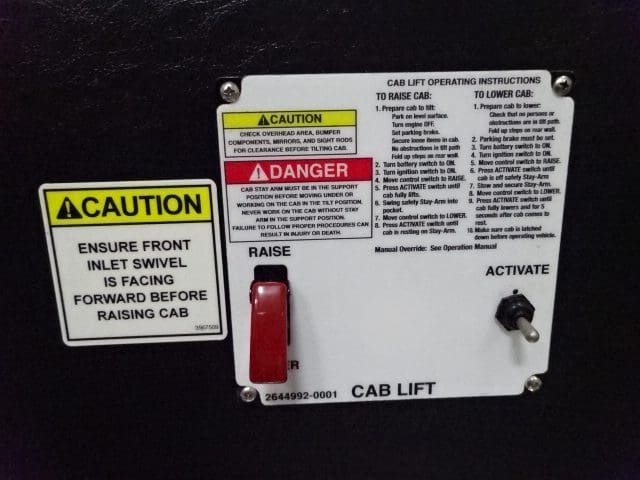 CAUTION
ENSURE FRONT
INLET SWIVEL
IS FACING
FORWARD BEFORE
RAISING CAB
3967509
CAUTION
CHECK OVERHEAD AREA, BUMPER
COMPONENTS, MIRRORS, AND SIGHT RODS
FOR CLEARANCE BEFORE TILTING CAB.
DANGER
CAB STAY ARM MUST BE IN THE SUPPORT
POSITION BEFORE MOVING UNDER OR
WORKING ON THE CAB IN THE TILT POSITION.
NEVER WORK ON THE CAB WITHOUT STAY
ARM IN THE SUPPORT POSITION.
FAILURE TO FOLLOW PROPER PROCEDURES CAN
RESULT IN INJURY OR DEATH.
CAB LIFT OPERATING INSTRUCTIONS
TO RAISE CAB:
1. Prepare cab to tilt:
Park on level surface.
Turn engine OFF.
Set parking brake.
Secure loose items in cab.
No obstructions in tilt path
Fold up steps on rear wall.
2. Turn battery switch to ON.
3. Turn ignition switch to ON.
4. Move control switch to RAISE.
5. Press ACTIVATE switch until
cab fully lifts.
6. Swing safety Stay-Arm into
pocket.
7. Move control switch to LOWER.
8. Press ACTIVATE switch until
cab is resting on Stay-Arm.
TO LOWER CAB:
1. Prepare cab to lower:
Check that no persons or
obstructions are in tilt path.
Fold up steps on rear wall.
2. Parking brake must be set.
3. Turn battery switch to ON.
4. Turn ignition switch to ON.
5. Move control switch to RAISE.
6. Press ACTIVATE switch until
cab is off safety Stay-Arm
7. Stow and secure Stay-Arm.
8. Move control switch to LOWER.
9. Press ACTIVATE switch until
cab fully lowers and for 5
seconds after cab comes to
rest.
10. Make sure cab is latched
down before operating vehicle.
Manual Override: See Operation Manual
RAISE
ACTIVATE
ER
2644992-0001
CAB LIFT